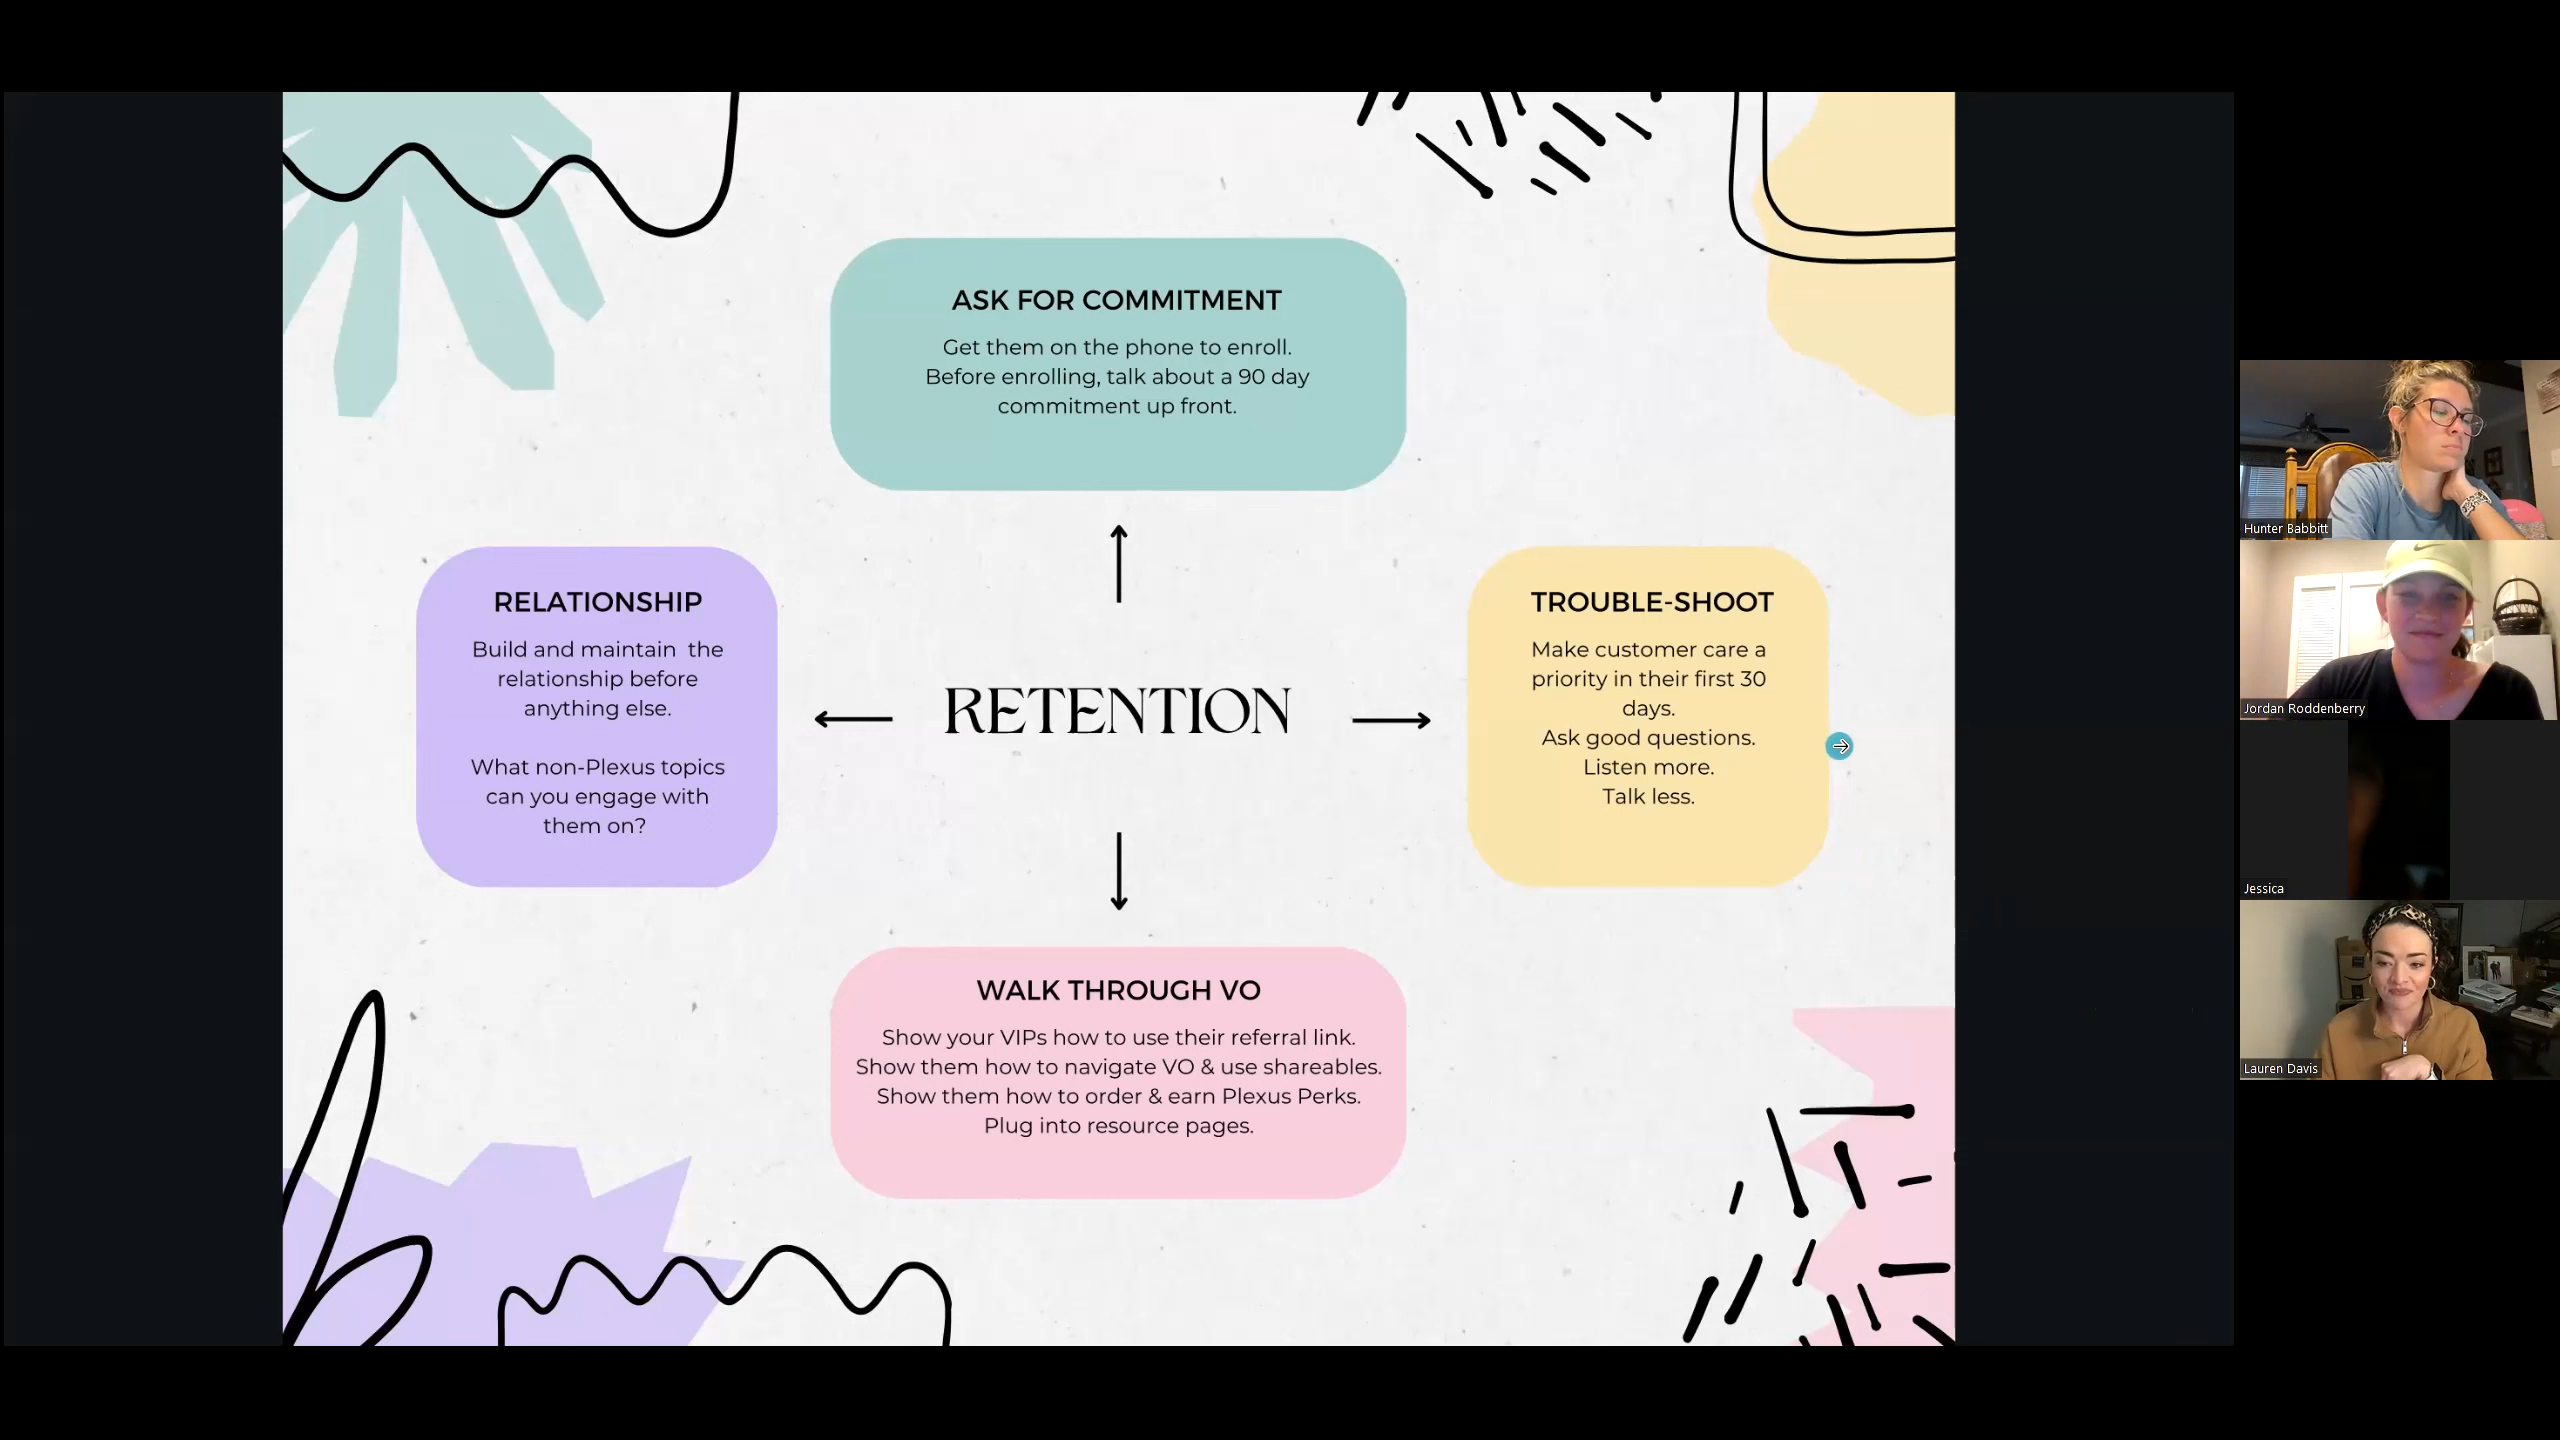 ASK FOR COMMITMENT
Get them on the phone to enroll.
Before enrolling, talk about a 90 day
commitment up front.
RELATIONSHIP
Build and maintain  the
relationship before
anything else.
What non-Plexus topics
can you engage with
them on?
RETENTION
TROUBLE-SHOOT
Make customer care a
priority in their first 30
days.
Ask good questions.
Listen more.
Talk less.
WALK THROUGH VO
Show your VIPs how to use their referral link.
Show them how to navigate VO & use shareables.
Show them how to order & earn Plexus Perks.
Plug into resource pages.
Hunter Babbitt
Jordan Roddenberry
Jessica
Lauren Davis